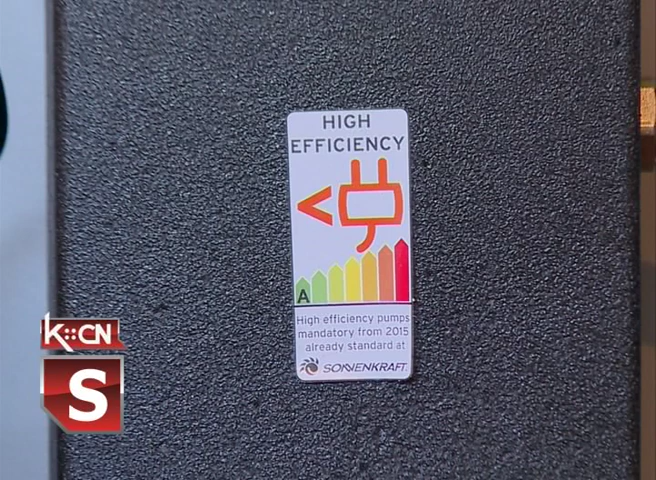 HIGH
EFFICIENCY
<
A
High efficiency pumps
mandatory from 2015
already standard at
SONNENKRAFT
K::CN
S